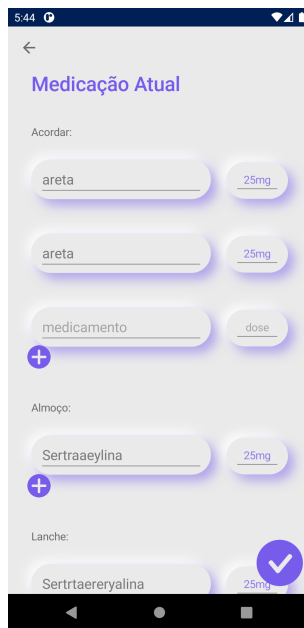 5:44
Medicação Atual
Acordar:
areta 25mg
areta 25mg
medicamento dose
Almoço:
Sertraaeylina 25mg
Lanche:
Sertrtaereryalina 25mg